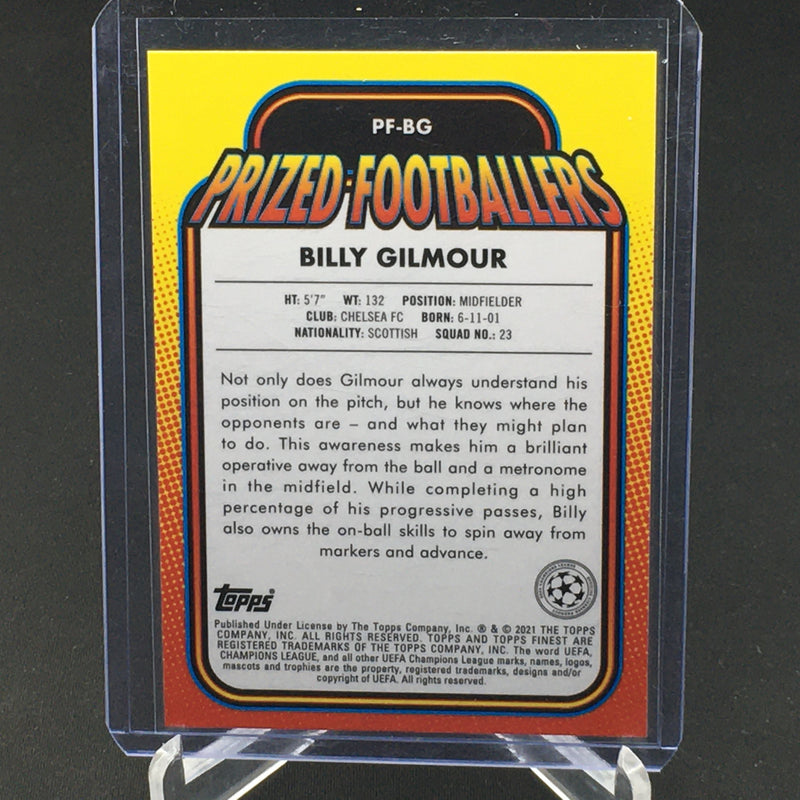 PF-BG
PRIZED FOOTBALLERS
BILLY GILMOUR
HT: 5'7" WT: 132 POSITION: MIDFIELDER
CLUB: CHELSEA FC BORN: 6-11-01
NATIONALITY: SCOTTISH SQUAD NO.: 23
Not only does Gilmour always understand his
position on the pitch, but he knows where the
opponents are – and what they might plan
to do. This awareness makes him a brilliant
operative away from the ball and a metronome
in the midfield. While completing a high
percentage of his progressive passes, Billy
also owns the on-ball skills to spin away from
markers and advance.
topps®
Published Under License by The Topps Company, Inc. ® & © 2021 THE TOPPS
COMPANY, INC. ALL RIGHTS RESERVED. TOPPS AND TOPPS FINEST ARE
REGISTERED TRADEMARKS OF THE TOPPS COMPANY, INC. The word UEFA,
CHAMPIONS LEAGUE, and all other UEFA Champions League marks, names, logos,
mascots and trophies are the property, registered trademarks, designs and/or
copyright of UEFA. All rights reserved.